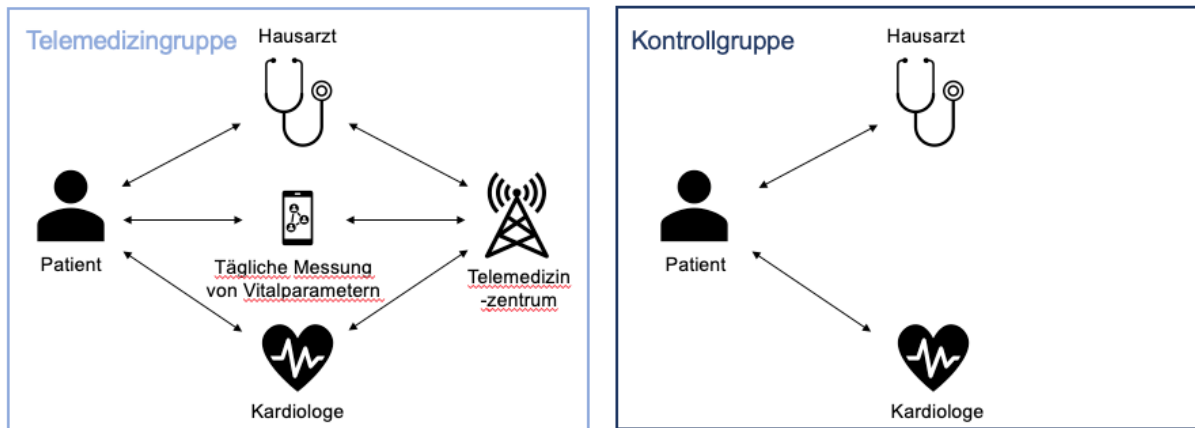 Telemedizingruppe
Hausarzt
Patient
Tägliche Messung
von Vitalparametern
Telemedizin
-zentrum
Kardiologe
Kontrollgruppe
Hausarzt
Patient
Kardiologe